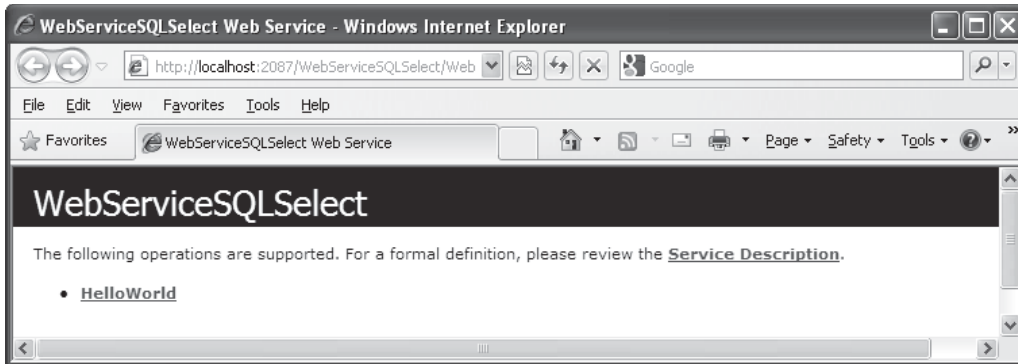 WebServiceSQLSelect Web Service - Windows Internet Explorer
http://localhost:2087/WebServiceSQLSelect/Web
Google
File Edit View Favorites Tools Help
Favorites
WebServiceSQLSelect Web Service
Page Safety Tools
WebServiceSQLSelect
The following operations are supported. For a formal definition, please review the Service Description.
• HelloWorld